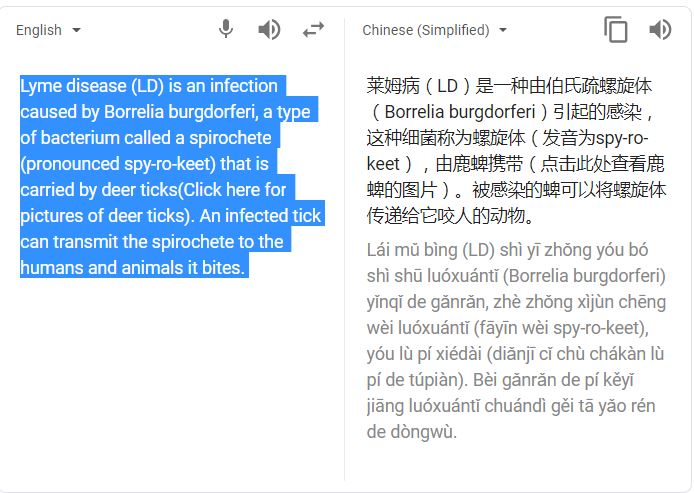 English
Chinese (Simplified)
Lyme disease (LD) is an infection
caused by Borrelia burgdorferi, a type
of bacterium called a spirochete
(pronounced spy-ro-keet) that is
carried by deer ticks(Click here for
pictures of deer ticks). An infected tick
can transmit the spirochete to the
humans and animals it bites.
莱姆病（LD）是一种由伯氏疏螺旋体
（Borrelia burgdorferi）引起的感染，
这种细菌称为螺旋体（发音为spy-ro-
keet），由鹿蜱携带（点击此处查看鹿
蜱的图片）。被感染的蜱可以将螺旋体
传递给它咬人的动物。
Lái mǔ bìng (LD) shì yī zhǒng yóu bó
shì shū luóxuántǐ (Borrelia burgdorferi)
yǐnqǐ de gǎnrǎn, zhè zhǒng xìjùn chēng
wèi luóxuántǐ (fāyīn wèi spy-ro-keet),
yóu lù pí xiédài (diǎnjī cǐ chù chákàn lù
pí de túpiàn). Bèi gǎnrǎn de pí kěyǐ
jiāng luóxuántǐ chuándì gěi tā yǎo rén
de dòngwù.